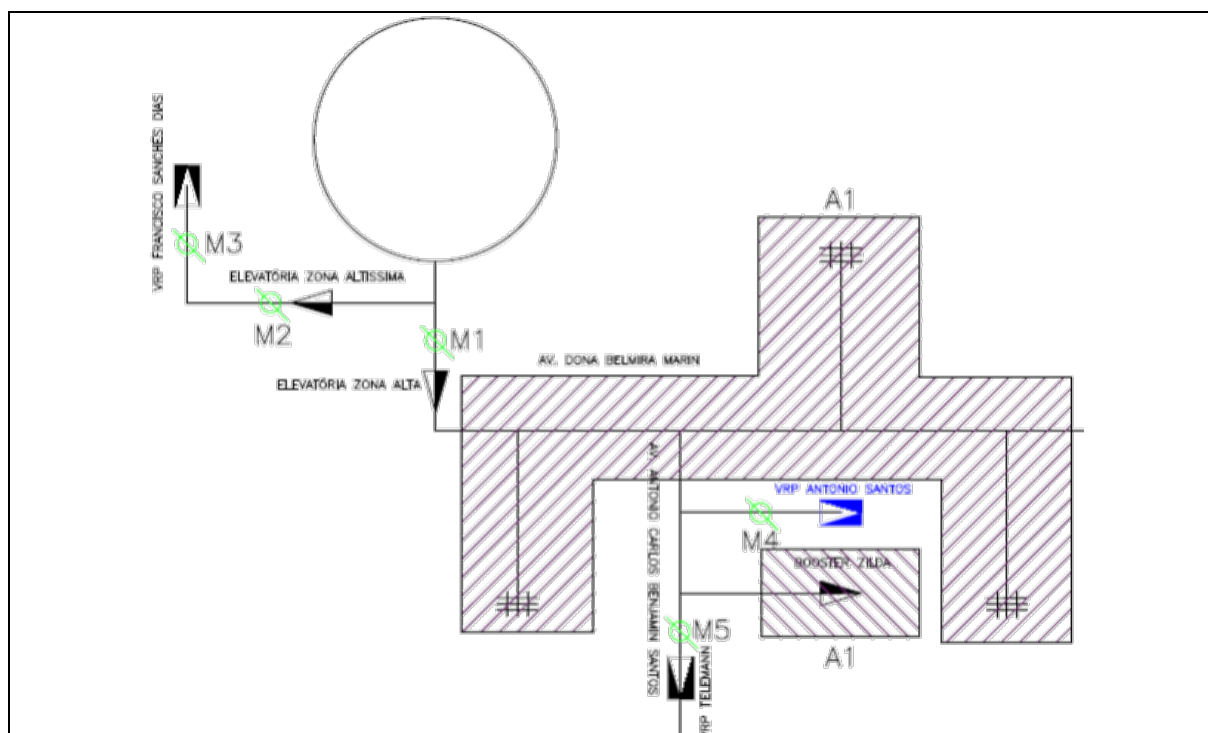 A1
VRP FRANCISCO SANCHES DIAS
M3
ELEVATÓRIA ZONA ALTISSIMA
M2
M1
AV. DONA BELMIRA MARIN
ELEVATÓRIA ZONA ALTA
AV. ANTONIO CARLOS BENJAMIN SANTOS
VRP ANTONIO SANTOS
M4
BOOSTER ZILDA
M5
A1
VRP TELEMANN